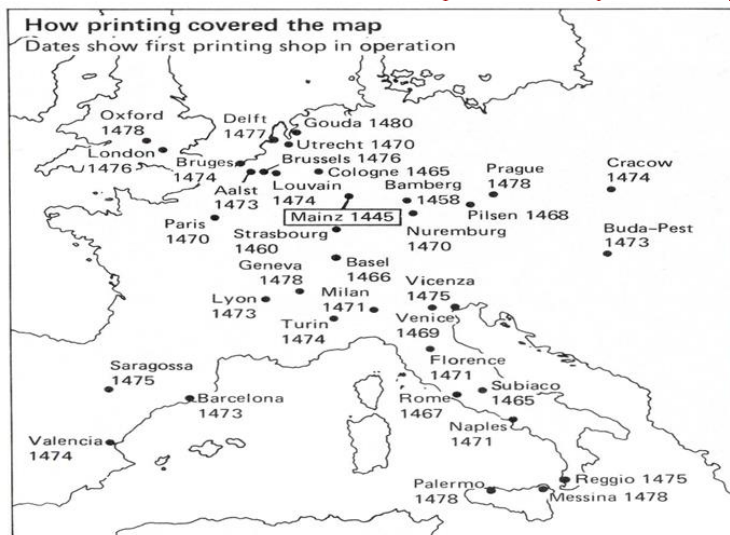 How printing covered the map
Dates show first printing shop in operation
Oxford
1478
London
1476
Delft
1477
Gouda 1480
Utrecht 1470
Bruges
1474
Brussels
1476
Aalst
1473
Louvain
1474
Cologne 1465
Mainz 1445
Bamberg
1458
Prague
1478
Pilsen 1468
Cracow
1474
Paris
1470
Strasbourg
1460
Nuremburg
1470
Buda-Pest
1473
Basel
1466
Geneva
1478
Lyon
1473
Milan
1471
Turin
1474
Vicenza
1475
Venice
1469
Florence
1471
Saragossa
1475
Barcelona
1473
Valencia
1474
Rome
1467
Subiaco
1465
Naples
1471
Palermo
1478
Reggio 1475
Messina 1478